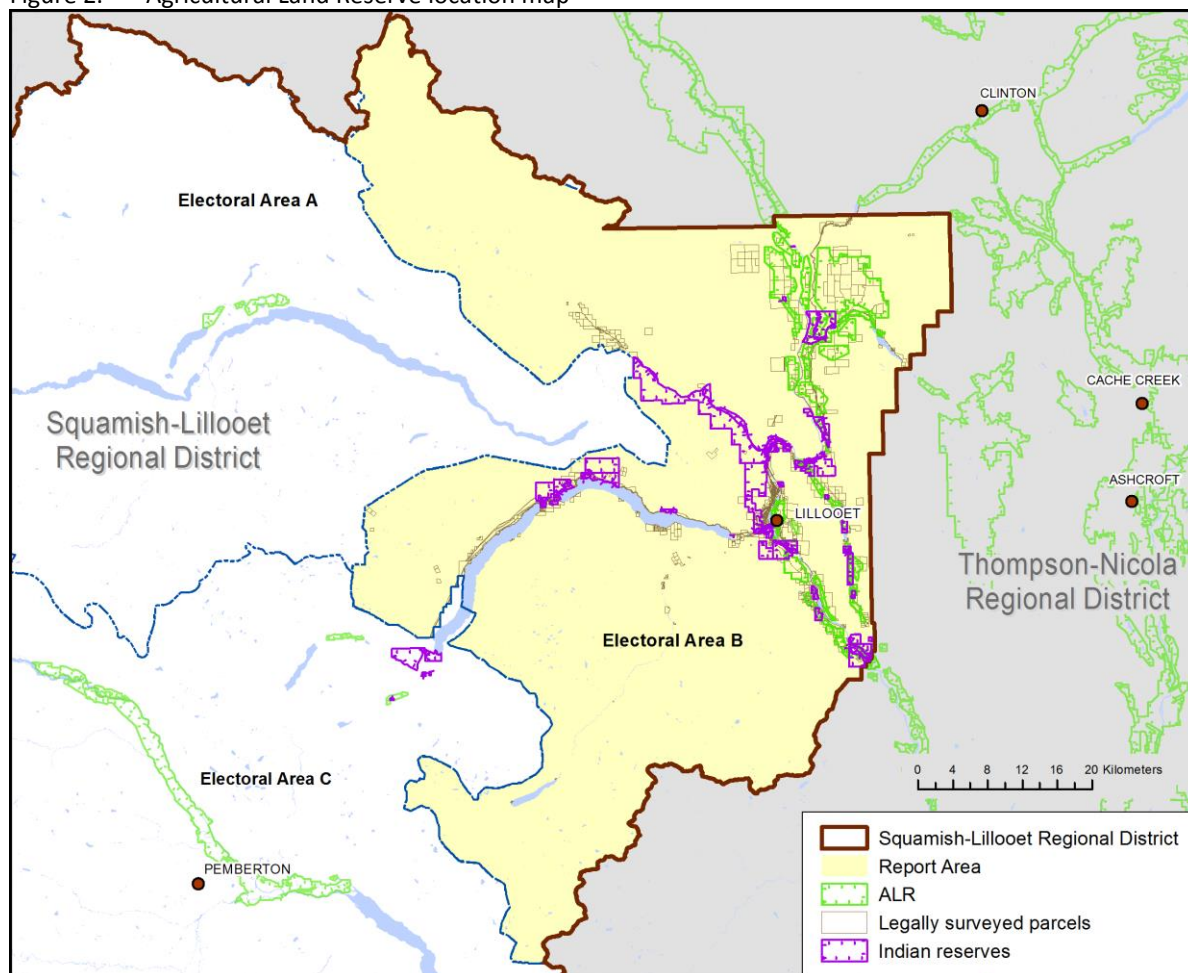 Figure 2. Agricultural Land Reserve location map
CLINTON
Electoral Area A
CACHE CREEK
Squamish-Lillooet
Regional District
ASHCROFT
LILLOOET
Thompson-Nicola
Regional District
Electoral Area B
Electoral Area C
0 4 8 12 16 20 Kilometers
PEMBERTON
Squamish-Lillooet Regional District
Report Area
ALR
Legally surveyed parcels
Indian reserves